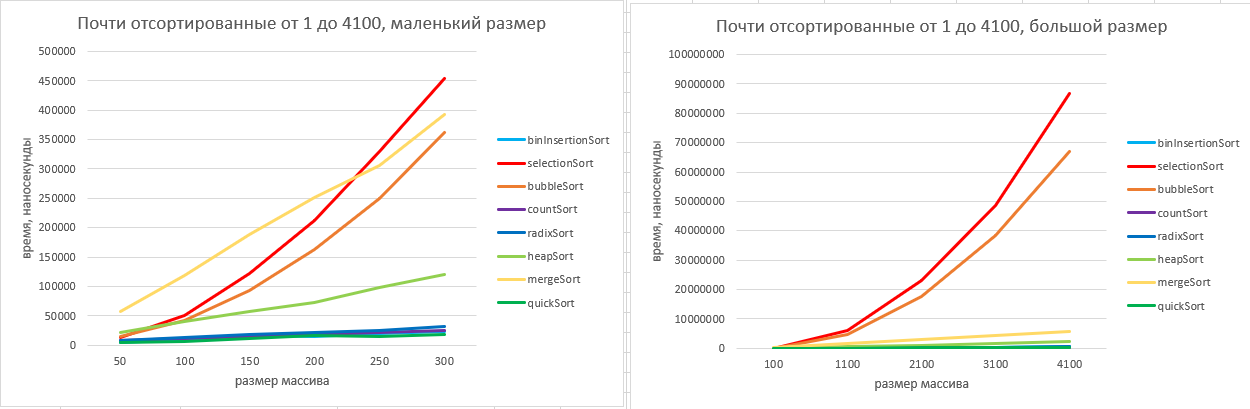 Почти отсортированные от 1 до 4100, маленький размер
500000
450000
400000
350000
300000
250000
200000
150000
100000
50000
0
время, наносекунды
50 100 150 200 250 300
размер массива
binInsertionSort
selectionSort
bubbleSort
countSort
radixSort
heapSort
mergeSort
quickSort
Почти отсортированные от 1 до 4100, большой размер
100000000
90000000
80000000
70000000
60000000
50000000
40000000
30000000
20000000
10000000
0
время, наносекунды
100 1100 2100 3100 4100
размер массива
binInsertionSort
selectionSort
bubbleSort
countSort
radixSort
heapSort
mergeSort
quickSort